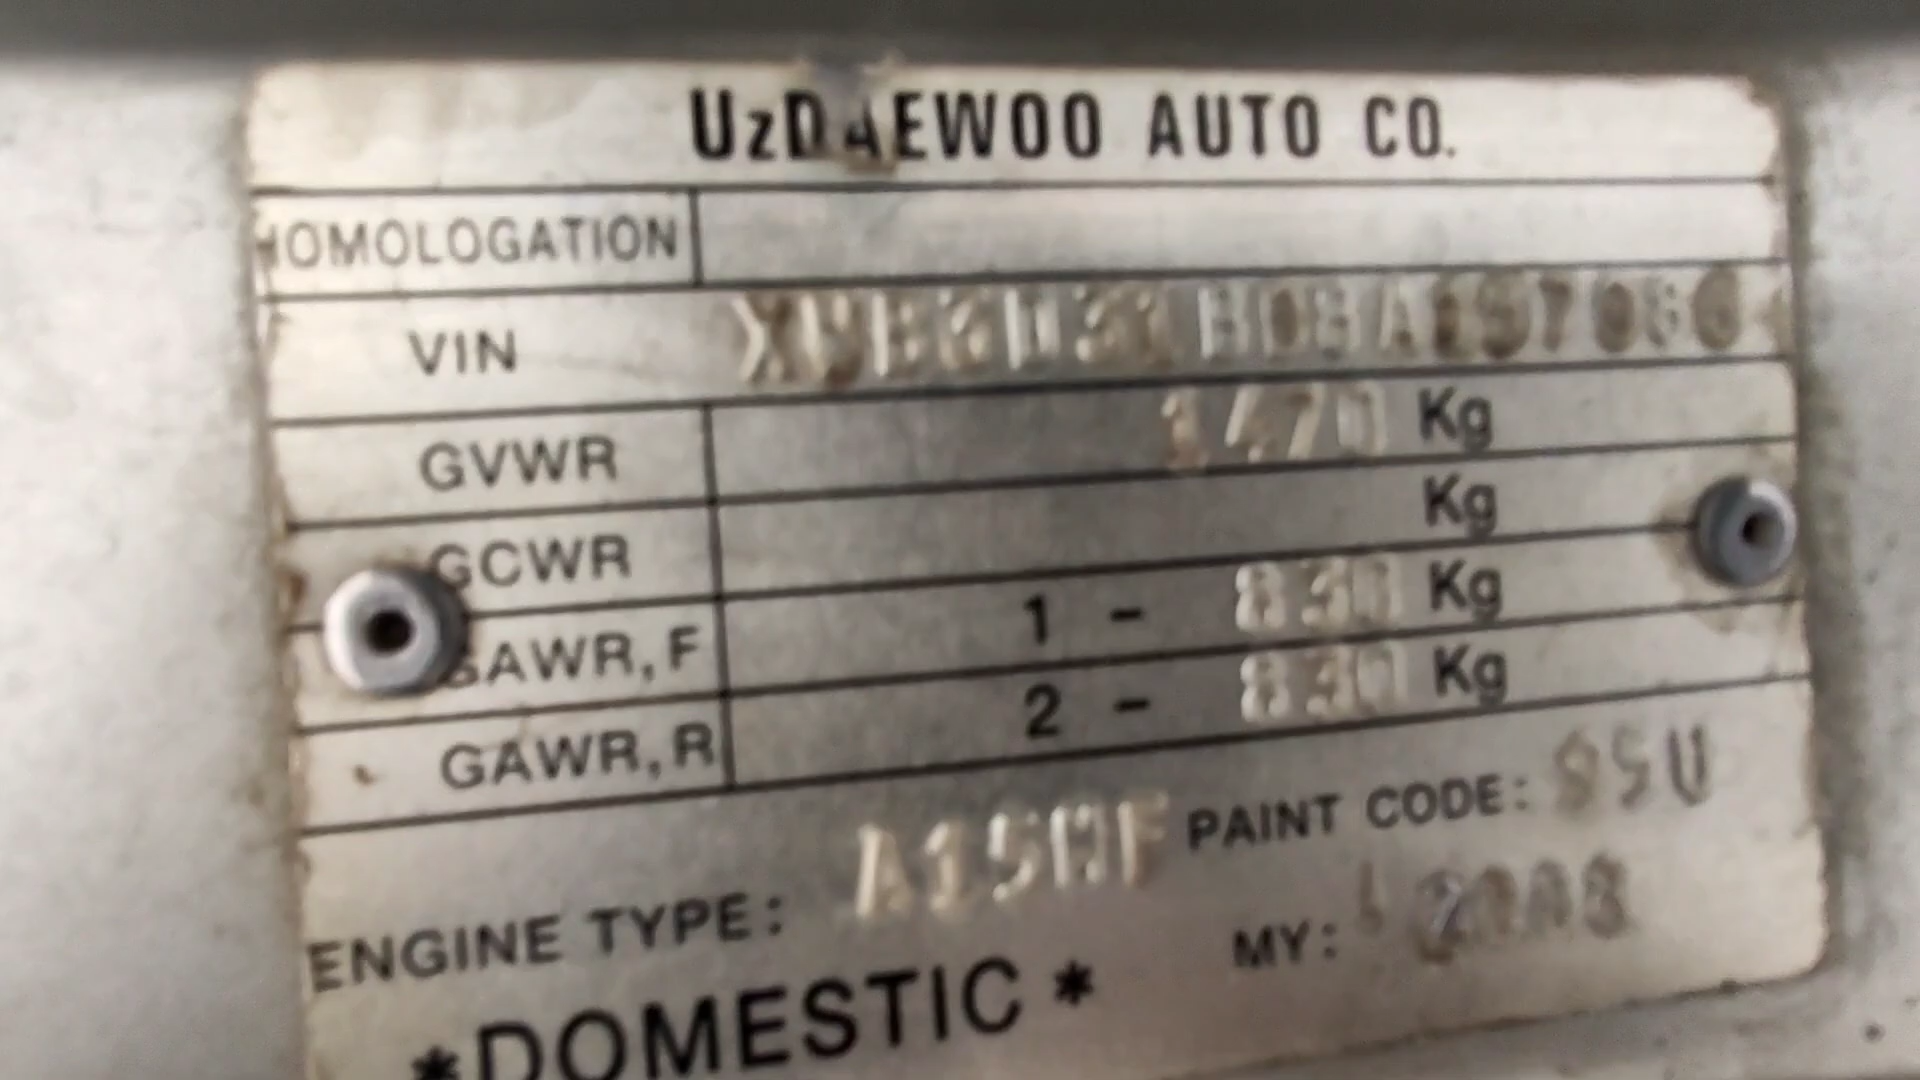 UzDAEWOO AUTO CO.
HOMOLOGATION
VIN
GVWR 1470 Kg
GCWR Kg
GAWR, F 1 - 830 Kg
GAWR, R 2 - 830 Kg
ENGINE TYPE: A15MF PAINT CODE: 95U
MY: 2008
*DOMESTIC*